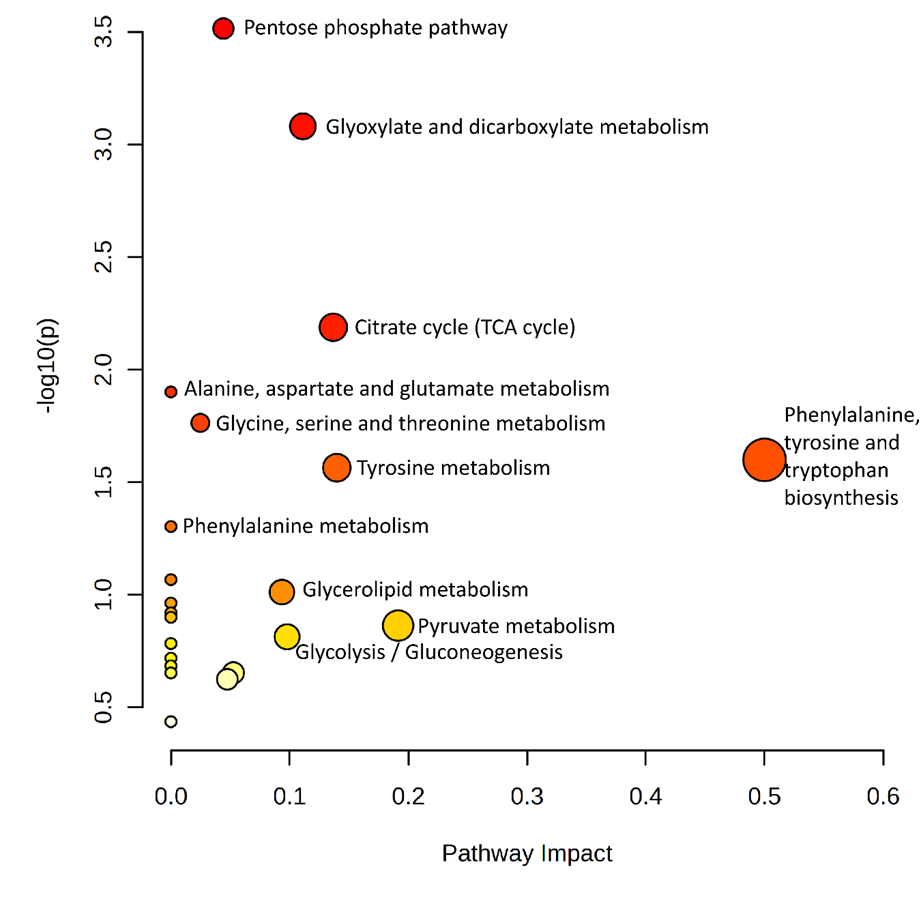 3.5
Pentose phosphate pathway
3.0
Glyoxylate and dicarboxylate metabolism
2.5
Citrate cycle (TCA cycle)
2.0
Alanine, aspartate and glutamate metabolism
Glycine, serine and threonine metabolism
Phenylalanine,
tyrosine and
tryptophan
biosynthesis
Tyrosine metabolism
1.5
Phenylalanine metabolism
1.0
Glycerolipid metabolism
Pyruvate metabolism
Glycolysis / Gluconeogenesis
0.5
-log10(p)
0.0 0.1 0.2 0.3 0.4 0.5 0.6
Pathway Impact